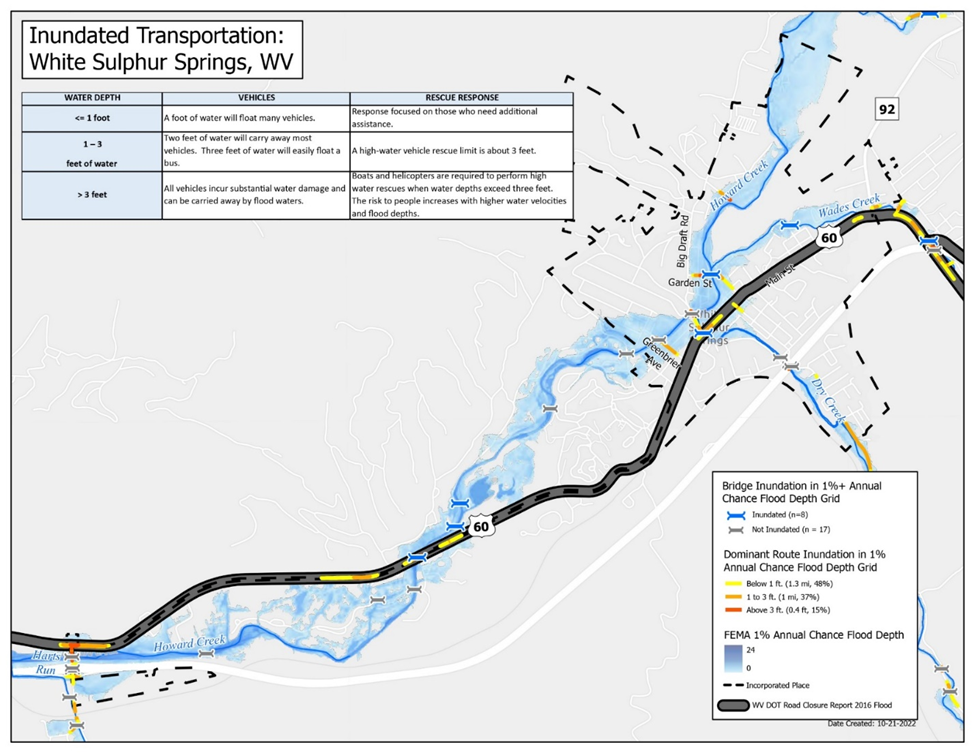 Inundated Transportation:
White Sulphur Springs, WV
WATER DEPTH VEHICLES RESCUE RESPONSE
<= 1 foot
A foot of water will float many vehicles.
Response focused on those who need additional
assistance.
1 – 3
feet of water
Two feet of water will carry away most
vehicles. Three feet of water will easily float a
bus.
A high-water vehicle rescue limit is about 3 feet.
> 3 feet
All vehicles incur substantial water damage and
can be carried away by flood waters.
Boats and helicopters are required to perform high
water rescues when water depths exceed three feet.
The risk to people increases with higher water velocities
and flood depths.
92
Howard Creek
Wades Creek
60
Big Draft Rd
Garden St
Main St
Greenbrier
Ave
Dry Creek
60
Howard Creek
Harts
Run
Bridge Inundation in 1%+ Annual
Chance Flood Depth Grid
Inundated (n=8)
Not Inundated (n = 17)
Dominant Route Inundation in 1%
Annual Chance Flood Depth Grid
Below 1 ft. (1.3 mi, 48%)
1 to 3 ft. (1 mi, 37%)
Above 3 ft. (0.4 ft, 15%)
FEMA 1% Annual Chance Flood Depth
24
0
Incorporated Place
WV DOT Road Closure Report 2016 Flood
Date Created: 10-21-2022